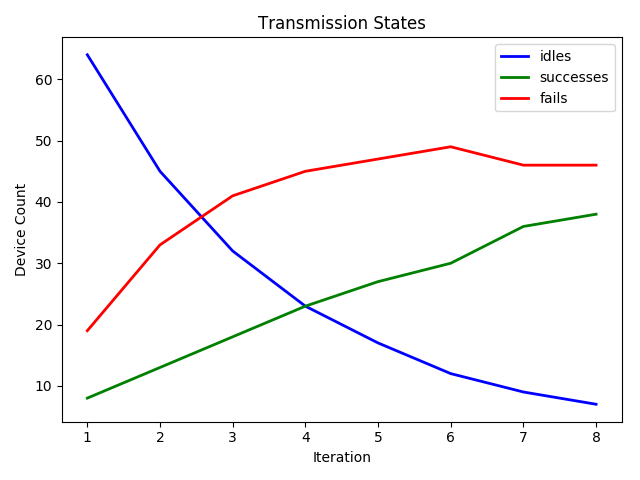 Transmission States
idles
successes
fails
60
50
40
30
20
10
Device Count
1 2 3 4 5 6 7 8
Iteration